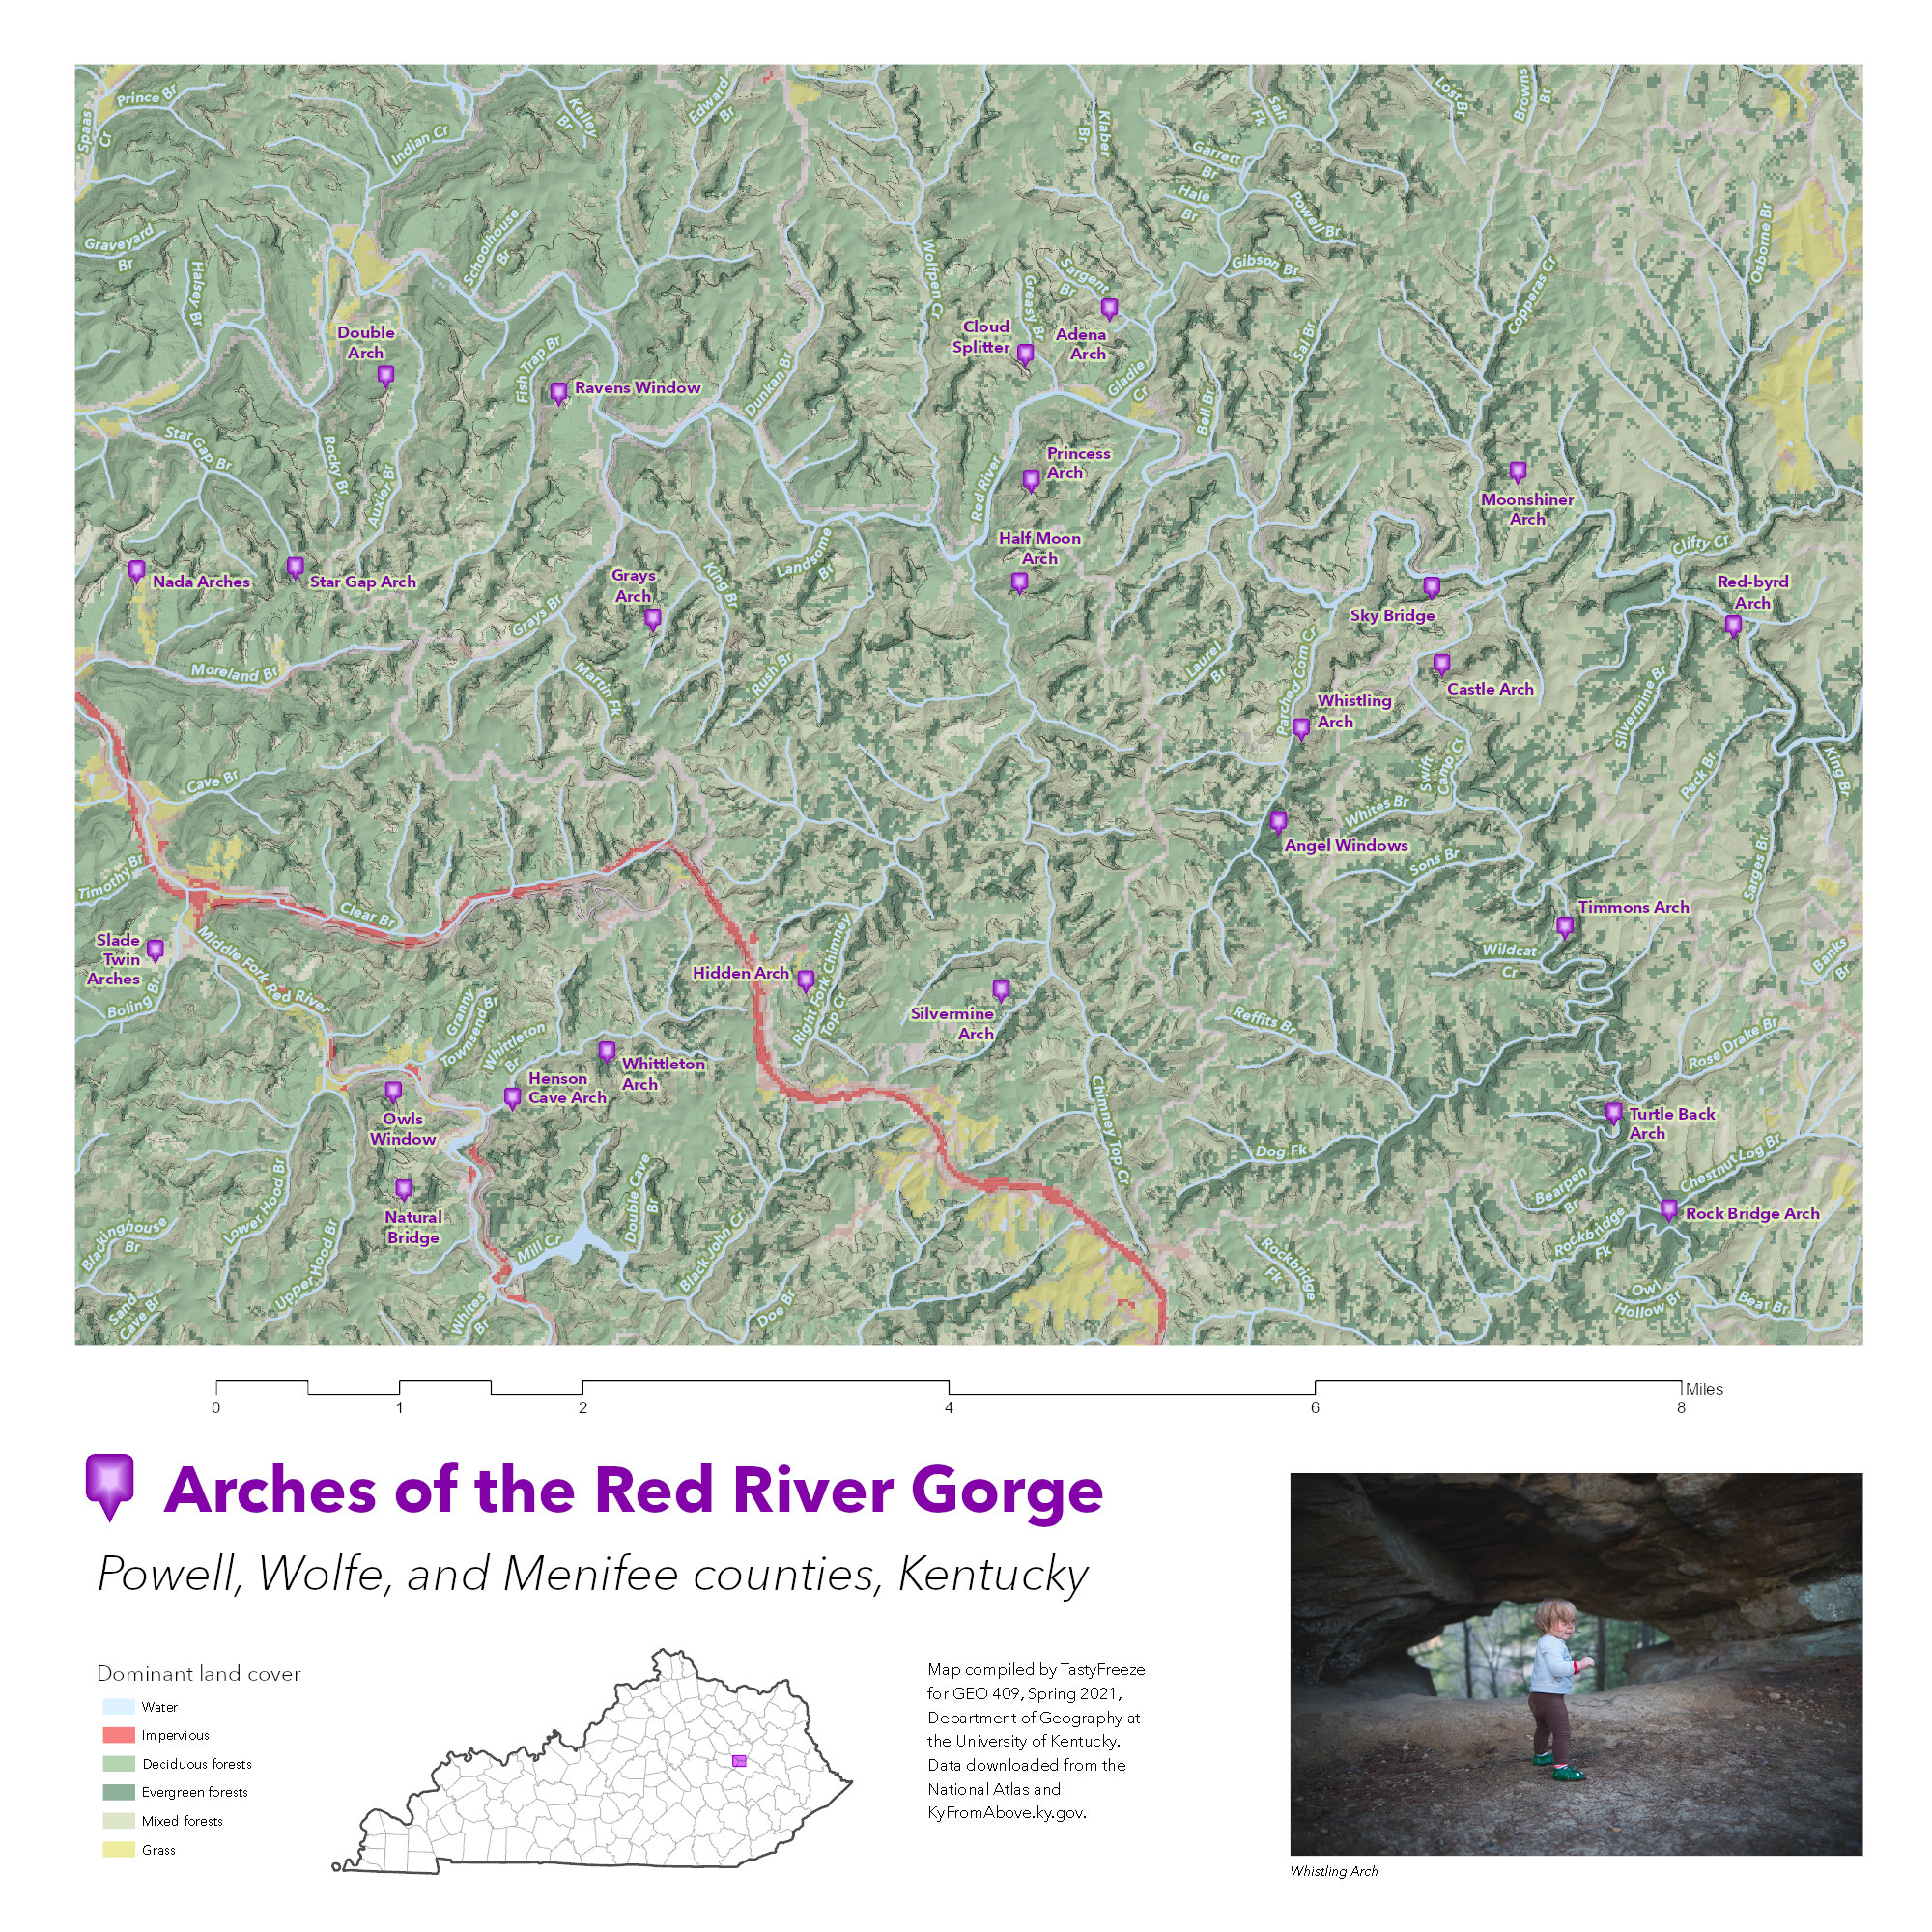 Prince Br
Spaas
Cr
Indian Cr
Kelley
Br
Edward
Br
Klaber
Br
Salt
Fk
Lost Br
Browns
Br
Garrett
Br
Hale
Br
Powell Br
Graveyard
Br
Halsey Br
Schoolhouse
Br
Wolfpen Cr
Sargent
Br
Greasy Br
Gibson Br
Copperas Cr
Osborne Br
Double
Arch
Cloud
Splitter
Adena
Arch
Sal Br
Fish Trap Br
Ravens Window
Dunkan Br
Gladie
Cr
Bell Br
Star Gap Br
Rocky Br
Auxier Br
Red River
Princess
Arch
Moonshiner
Arch
Half Moon
Arch
Clifty Cr
Landsome
Br
Nada Arches
Star Gap Arch
Grays
Arch
King Br
Red-byrd
Arch
Sky Bridge
Grays Br
Moreland Br
Martin Fk
Rush Br
Laurel
Br
Parched Corn Cr
Castle Arch
Silvermine Br
Whistling
Arch
Swift
Camp Cr
Peck Br
King Br
Cave Br
Whites Br
Angel Windows
Sons Br
Timothy Br
Sarges Br
Clear Br
Timmons Arch
Slade
Twin
Arches
Middle Fork Red River
Hidden Arch
Right Fork Chimney
Top Cr
Wildcat
Cr
Banks
Br
Boling Br
Granny
Townsend Br
Silvermine
Arch
Reffits Br
Whittleton
Br
Whittleton
Arch
Rose Drake Br
Henson
Cave Arch
Owls
Window
Chimney Top Cr
Turtle Back
Arch
Dog Fk
Chestnut Log Br
Lower Hood Br
Double Cave
Br
Bearpen
Br
Natural
Bridge
Rock Bridge Arch
Blackinghouse
Br
Upper Hood Br
Mill Cr
Black John Cr
Rockbridge
Fk
Rockbridge
Fk
Sand
Cave Br
Whites
Br
Doe Br
Owl
Hollow Br
Bear Br
0 1 2 4 6 8 Miles
Arches of the Red River Gorge
Powell, Wolfe, and Menifee counties, Kentucky
Dominant land cover
Water
Impervious
Deciduous forests
Evergreen forests
Mixed forests
Grass
Map compiled by TastyFreeze
for GEO 409, Spring 2021,
Department of Geography at
the University of Kentucky.
Data downloaded from the
National Atlas and
KyFromAbove.ky.gov.
Whistling Arch